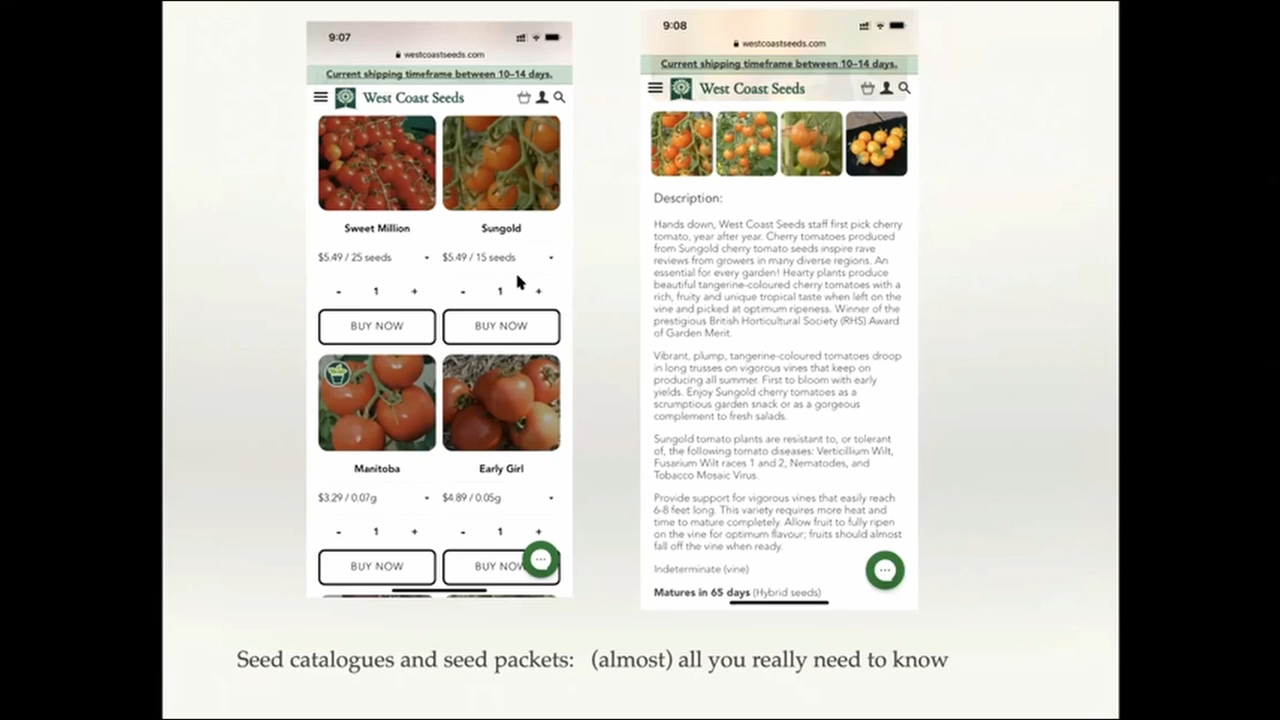 9:07
westcoastseeds.com
Current shipping timeframe between 10–14 days.
West Coast Seeds
Sweet Million
Sungold
$5.49 / 25 seeds
$5.49 / 15 seeds
- 1 +
- 1 +
BUY NOW
BUY NOW
Manitoba
Early Girl
$3.29 / 0.07g
$4.89 / 0.05g
- 1 +
- 1 +
BUY NOW
BUY NOW
9:08
westcoastseeds.com
Current shipping timeframe between 10–14 days.
West Coast Seeds
Description:
Hands down, West Coast Seeds staff first pick cherry
tomato, year after year. Cherry tomatoes produced
from Sungold cherry tomato seeds inspire rave
reviews from growers in many diverse regions. An
essential for every garden! Hearty plants produce
beautiful tangerine-coloured cherry tomatoes with a
rich, fruity and unique tropical taste when left on the
vine and picked at optimum ripeness. Winner of the
prestigious British Horticultural Society (RHS) Award
of Garden Merit.
Vibrant, plump, tangerine-coloured tomatoes droop
in long trusses on vigorous vines that keep on
producing all summer. First to bloom with early
yields. Enjoy Sungold cherry tomatoes as a
scrumptious garden snack or as a gorgeous
complement to fresh salads.
Sungold tomato plants are resistant to, or tolerant
of, the following tomato diseases: Verticillium Wilt,
Fusarium Wilt races 1 and 2, Nematodes, and
Tobacco Mosaic Virus.
Provide support for vigorous vines that easily reach
6-8 feet long. This variety requires more heat and
time to mature completely. Allow fruit to fully ripen
on the vine for optimum flavour; fruits should almost
fall off the vine when ready.
Indeterminate (vine)
Matures in 65 days (Hybrid seeds)
Seed catalogues and seed packets: (almost) all you really need to know